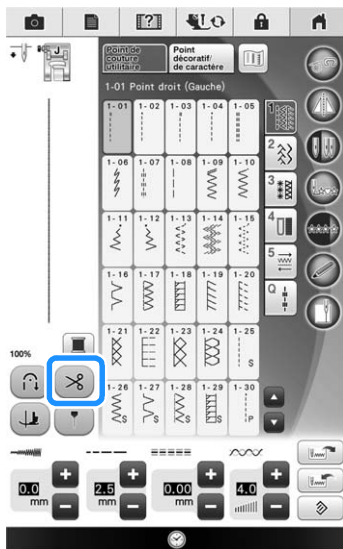 J
Point de
couture
utilitaire
Point
décoratif/
de caractère
1-01 Point droit (Gauche)
1-01 1-02 1-03 1-04 1-05
1
1-06 1-07 1-08 1-09 1-10
2
3
1-11 1-12 1-13 1-14 1-15
4
5
1-16 1-17 1-18 1-19 1-20
Q
1-21 1-22 1-23 1-24 1-25
S
100%
1-26 1-27 1-28 1-29 1-30
S S S S P
0.0 2.5 0.00 4.0
mm mm mm